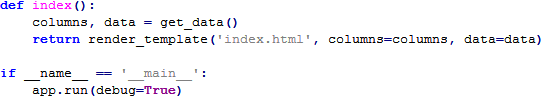 def index():
    columns, data = get_data()
    return render_template('index.html', columns=columns, data=data)

if __name__ == '__main__':
    app.run(debug=True)